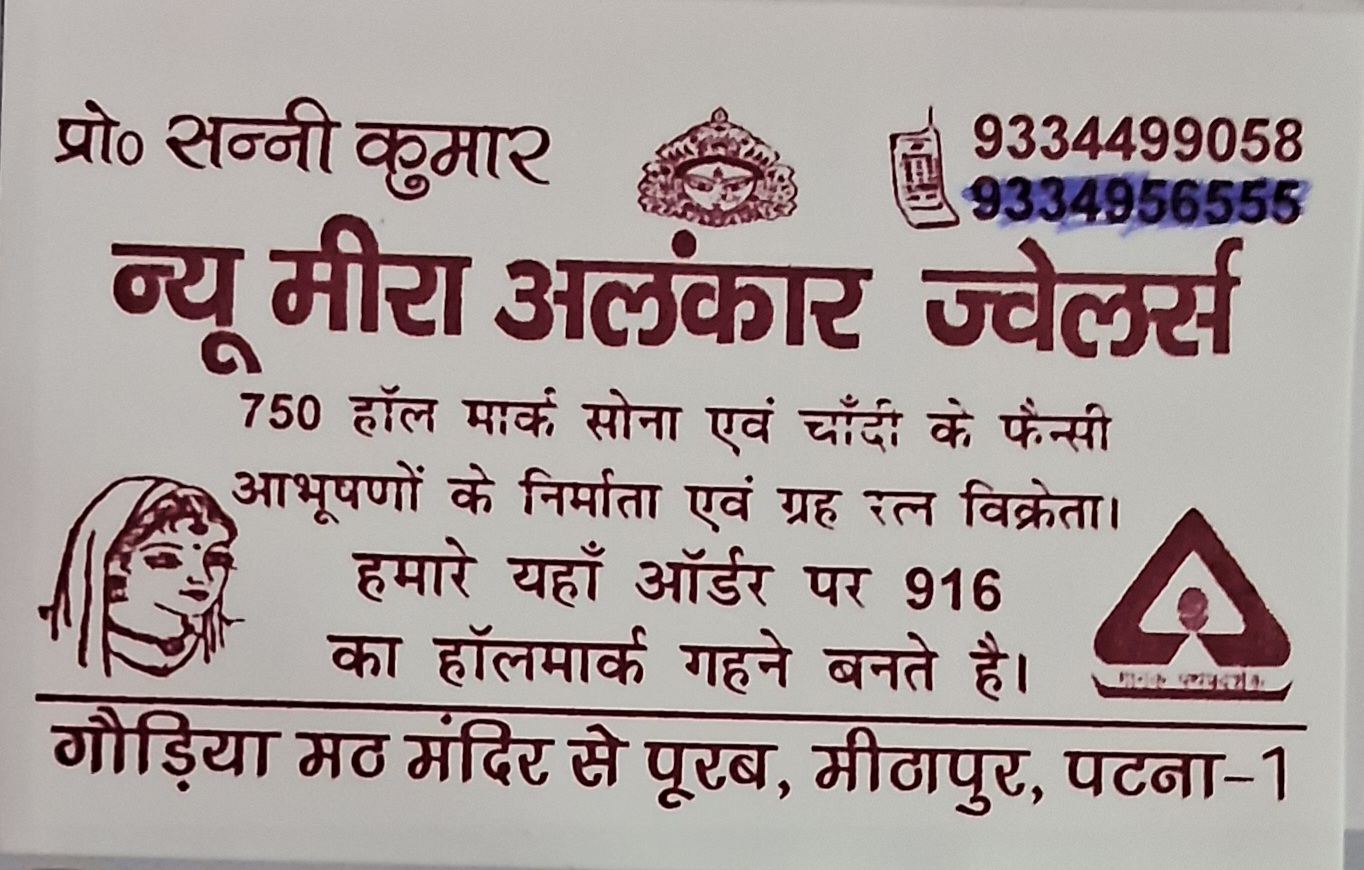 प्रो० सन्नी कुमार
9334499058
9334956555
न्यू मीरा अलंकार ज्वेलर्स
750 हॉल मार्क सोना एवं चाँदी के फैन्सी
आभूषणों के निर्माता एवं ग्रह रत्न विक्रेता।
हमारे यहाँ ऑर्डर पर 916
का हॉलमार्क गहने बनते है।
गौड़िया मठ मंदिर से पूरब, मीठापुर, पटना-1